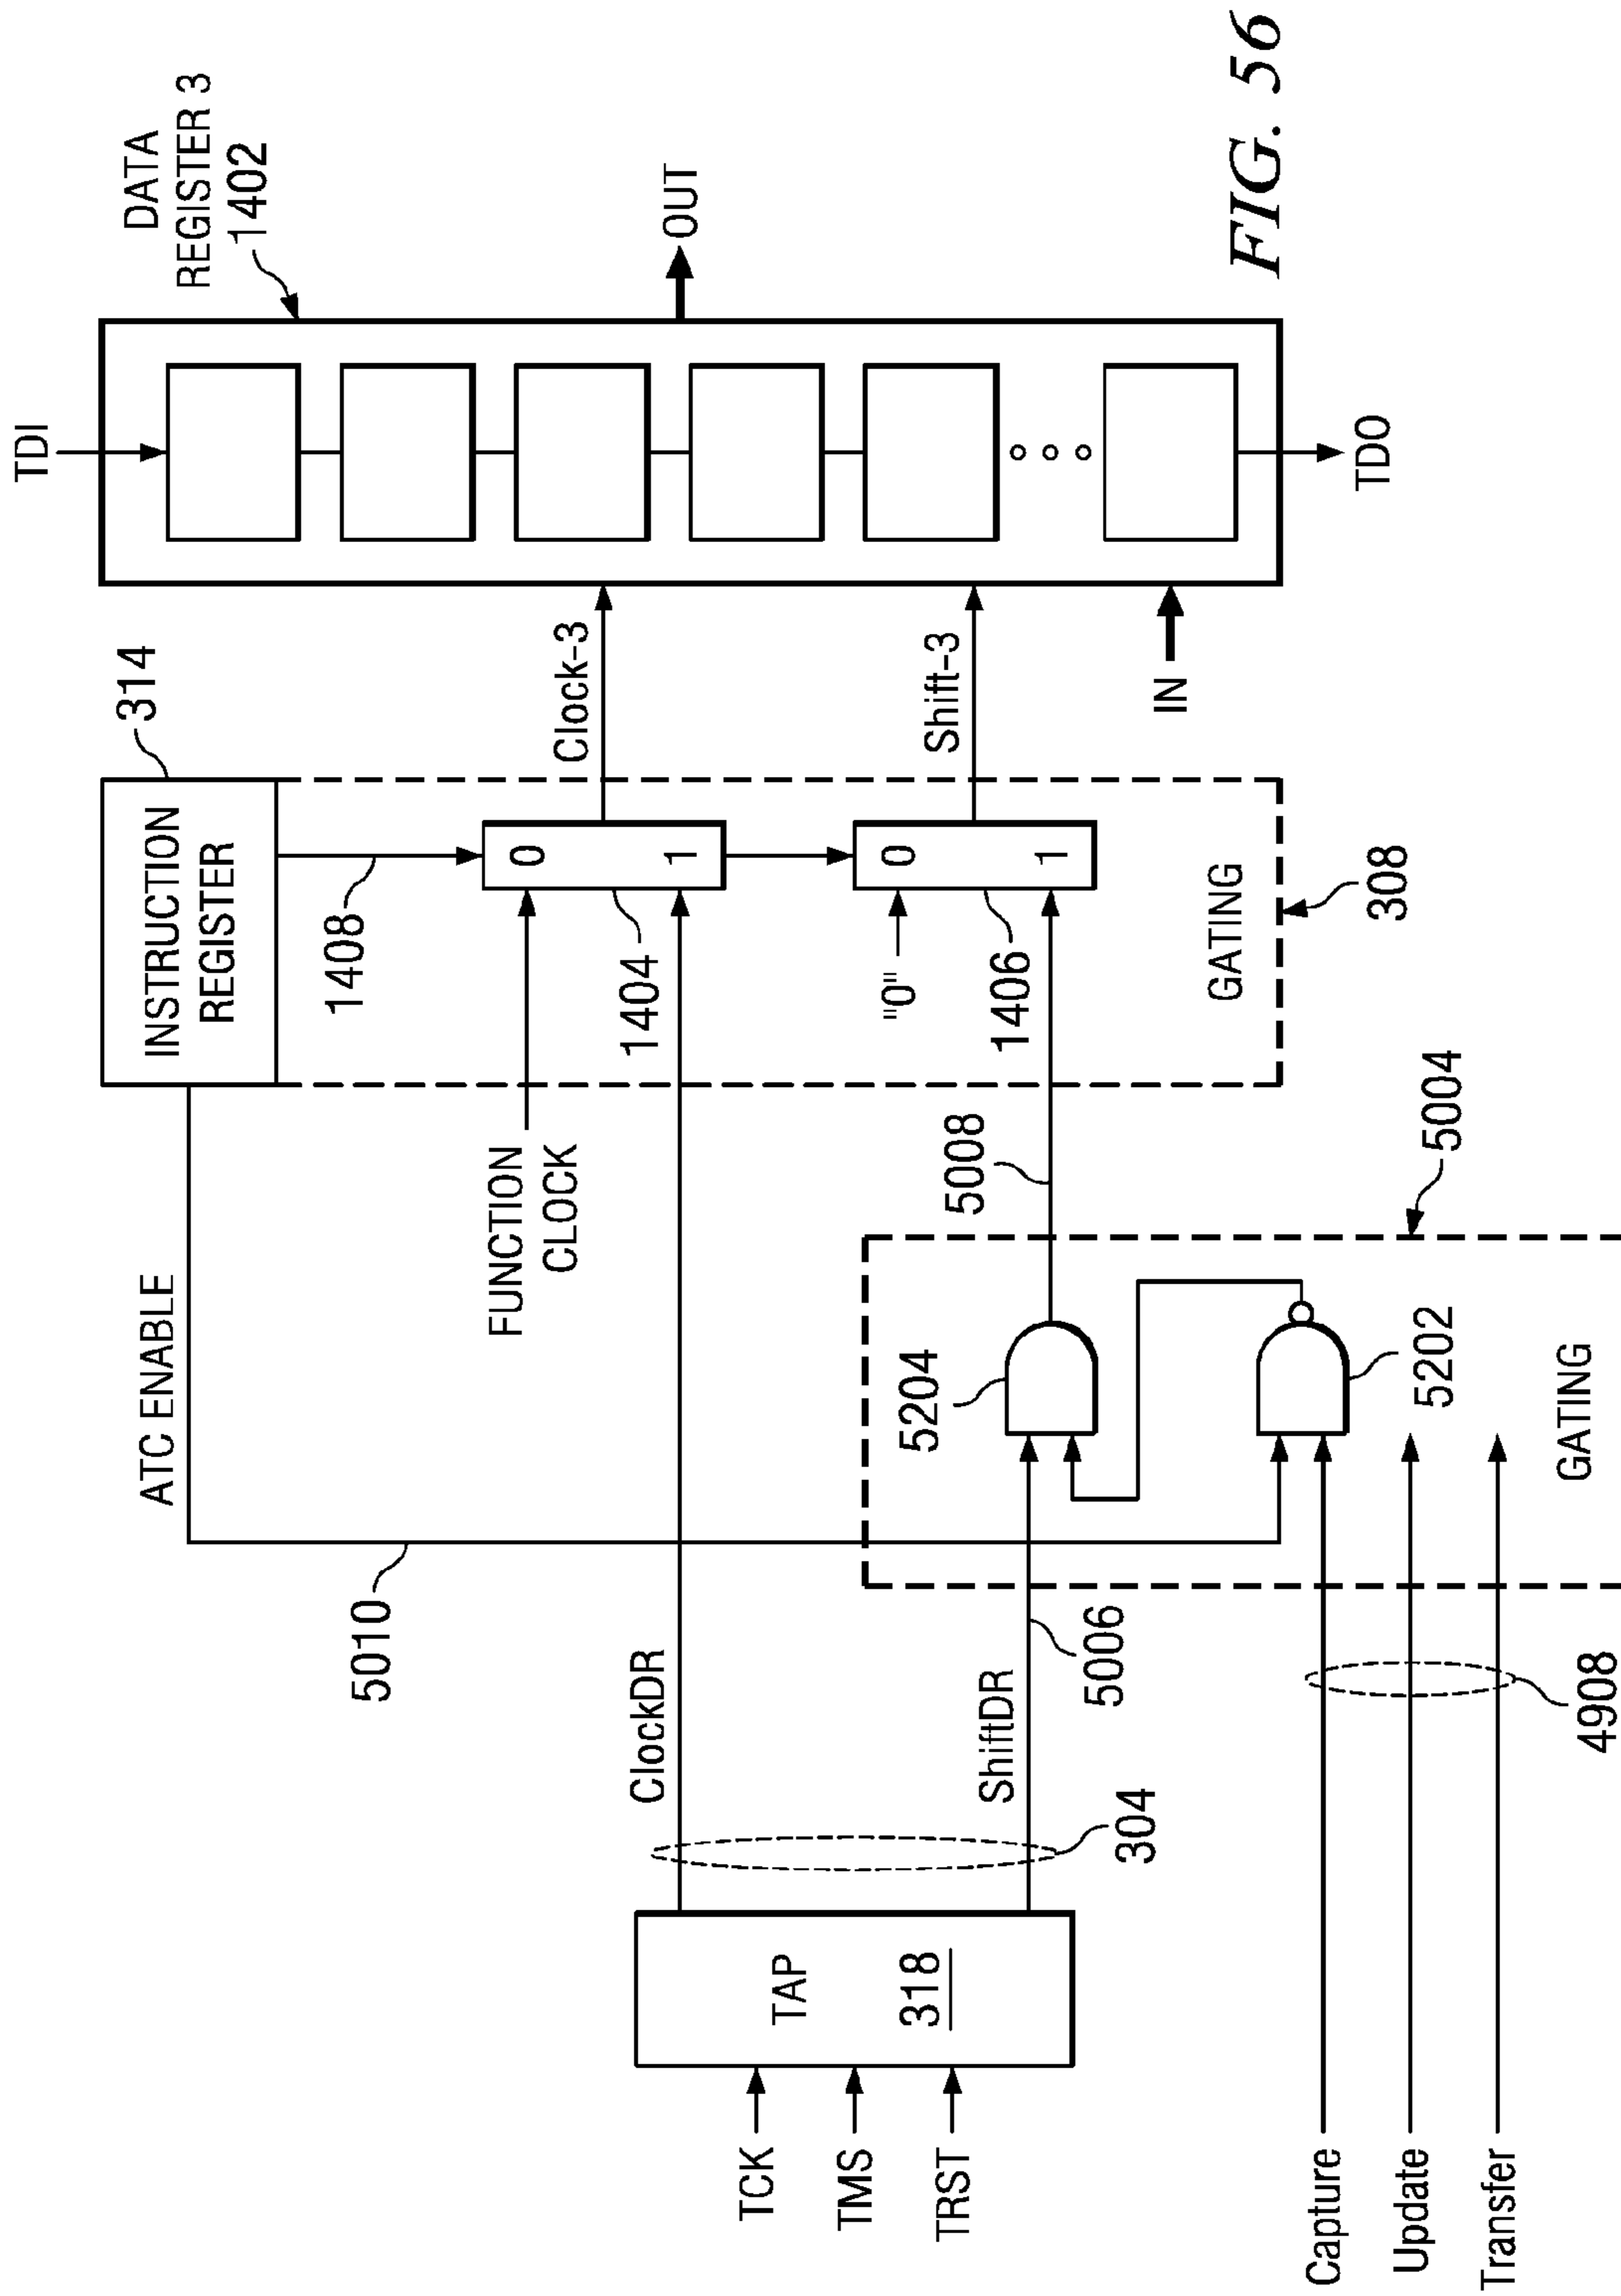 TDI
DATA
REGISTER 3
1402
INSTRUCTION
REGISTER
314
ATC ENABLE
5010
1408
FUNCTION
CLOCK
0
1
1404
Clock-3
OUT
ClockDR
TCK
TMS
TRST
TAP
318
ShiftDR
304
5006
5204
5008
"0"
0
1
1406
Shift-3
GATING
308
IN
TDO
Capture
Update
Transfer
4908
5202
GATING
5004
FIG. 56